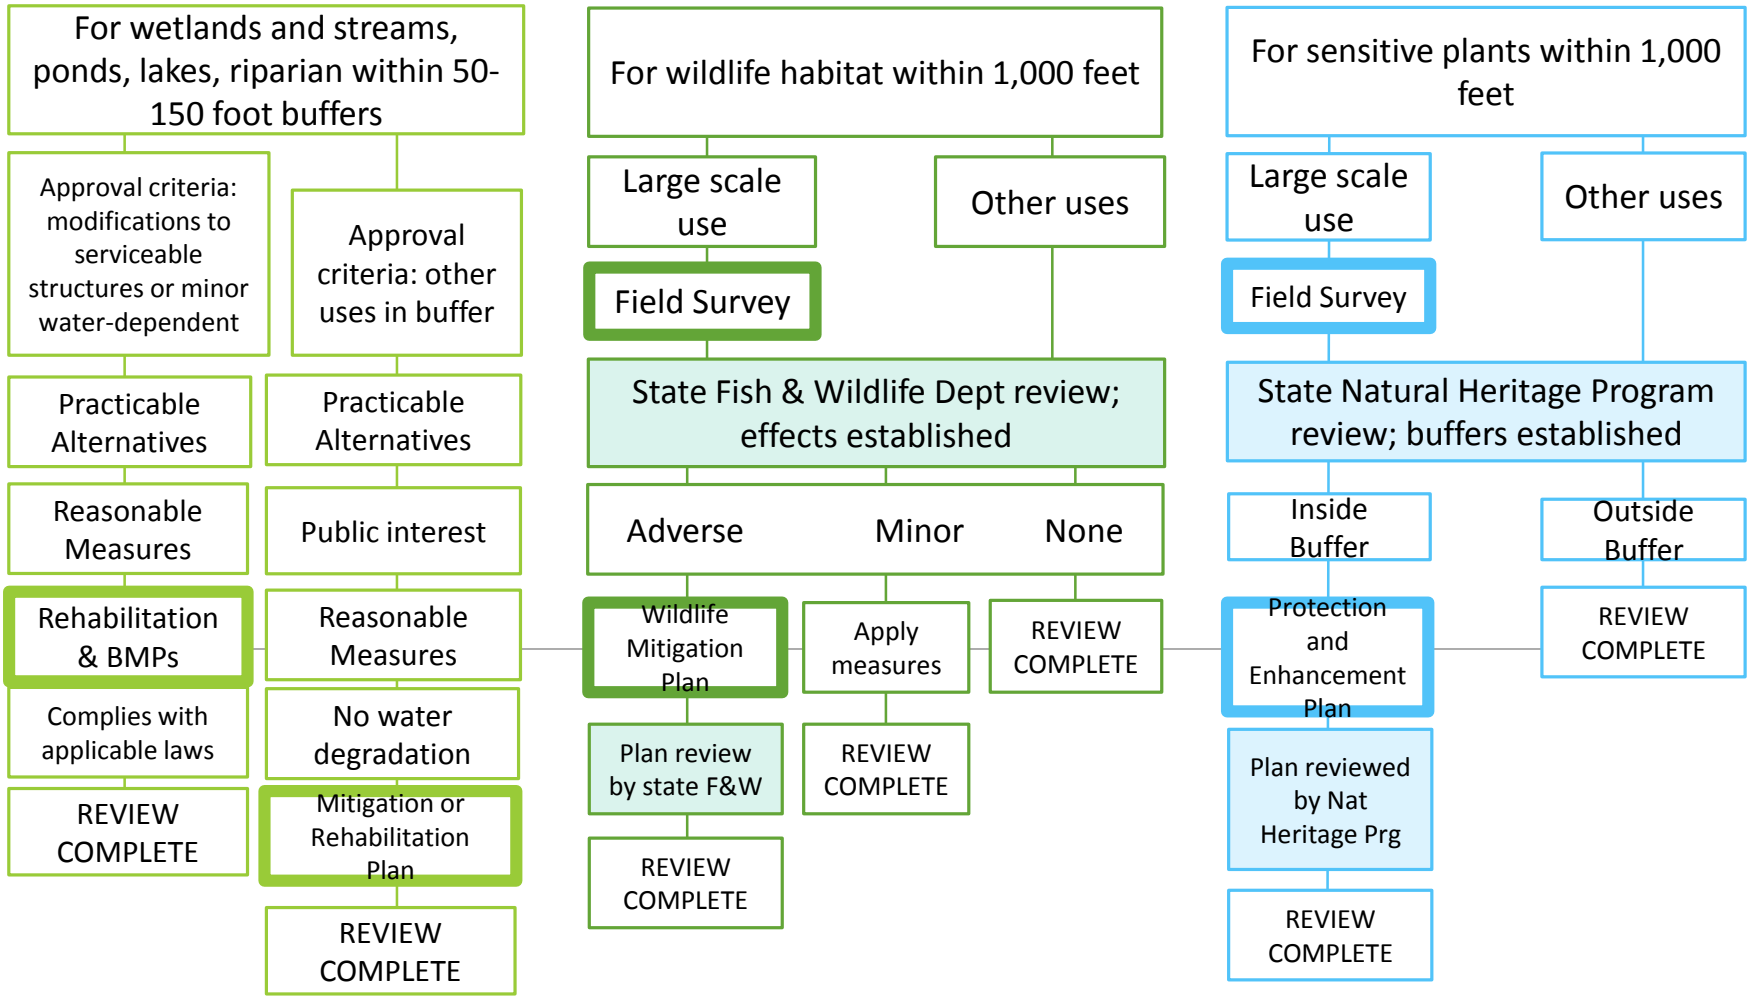 For wetlands and streams,
ponds, lakes, riparian within 50-
150 foot buffers
Approval criteria:
modifications to
serviceable
structures or minor
water-dependent
Approval
criteria: other
uses in buffer
Practicable
Alternatives
Practicable
Alternatives
Reasonable
Measures
Public interest
Rehabilitation
& BMPs
Reasonable
Measures
Complies with
applicable laws
No water
degradation
REVIEW
COMPLETE
Mitigation or
Rehabilitation
Plan
REVIEW
COMPLETE
For wildlife habitat within 1,000 feet
Large scale
use
Other uses
Field Survey
State Fish & Wildlife Dept review;
effects established
Adverse
Minor
None
Wildlife
Mitigation
Plan
Apply
measures
REVIEW
COMPLETE
Plan review
by state F&W
REVIEW
COMPLETE
REVIEW
COMPLETE
For sensitive plants within 1,000
feet
Large scale
use
Other uses
Field Survey
State Natural Heritage Program
review; buffers established
Inside
Buffer
Outside
Buffer
Protection
and
Enhancement
Plan
REVIEW
COMPLETE
Plan reviewed
by Nat
Heritage Prg
REVIEW
COMPLETE